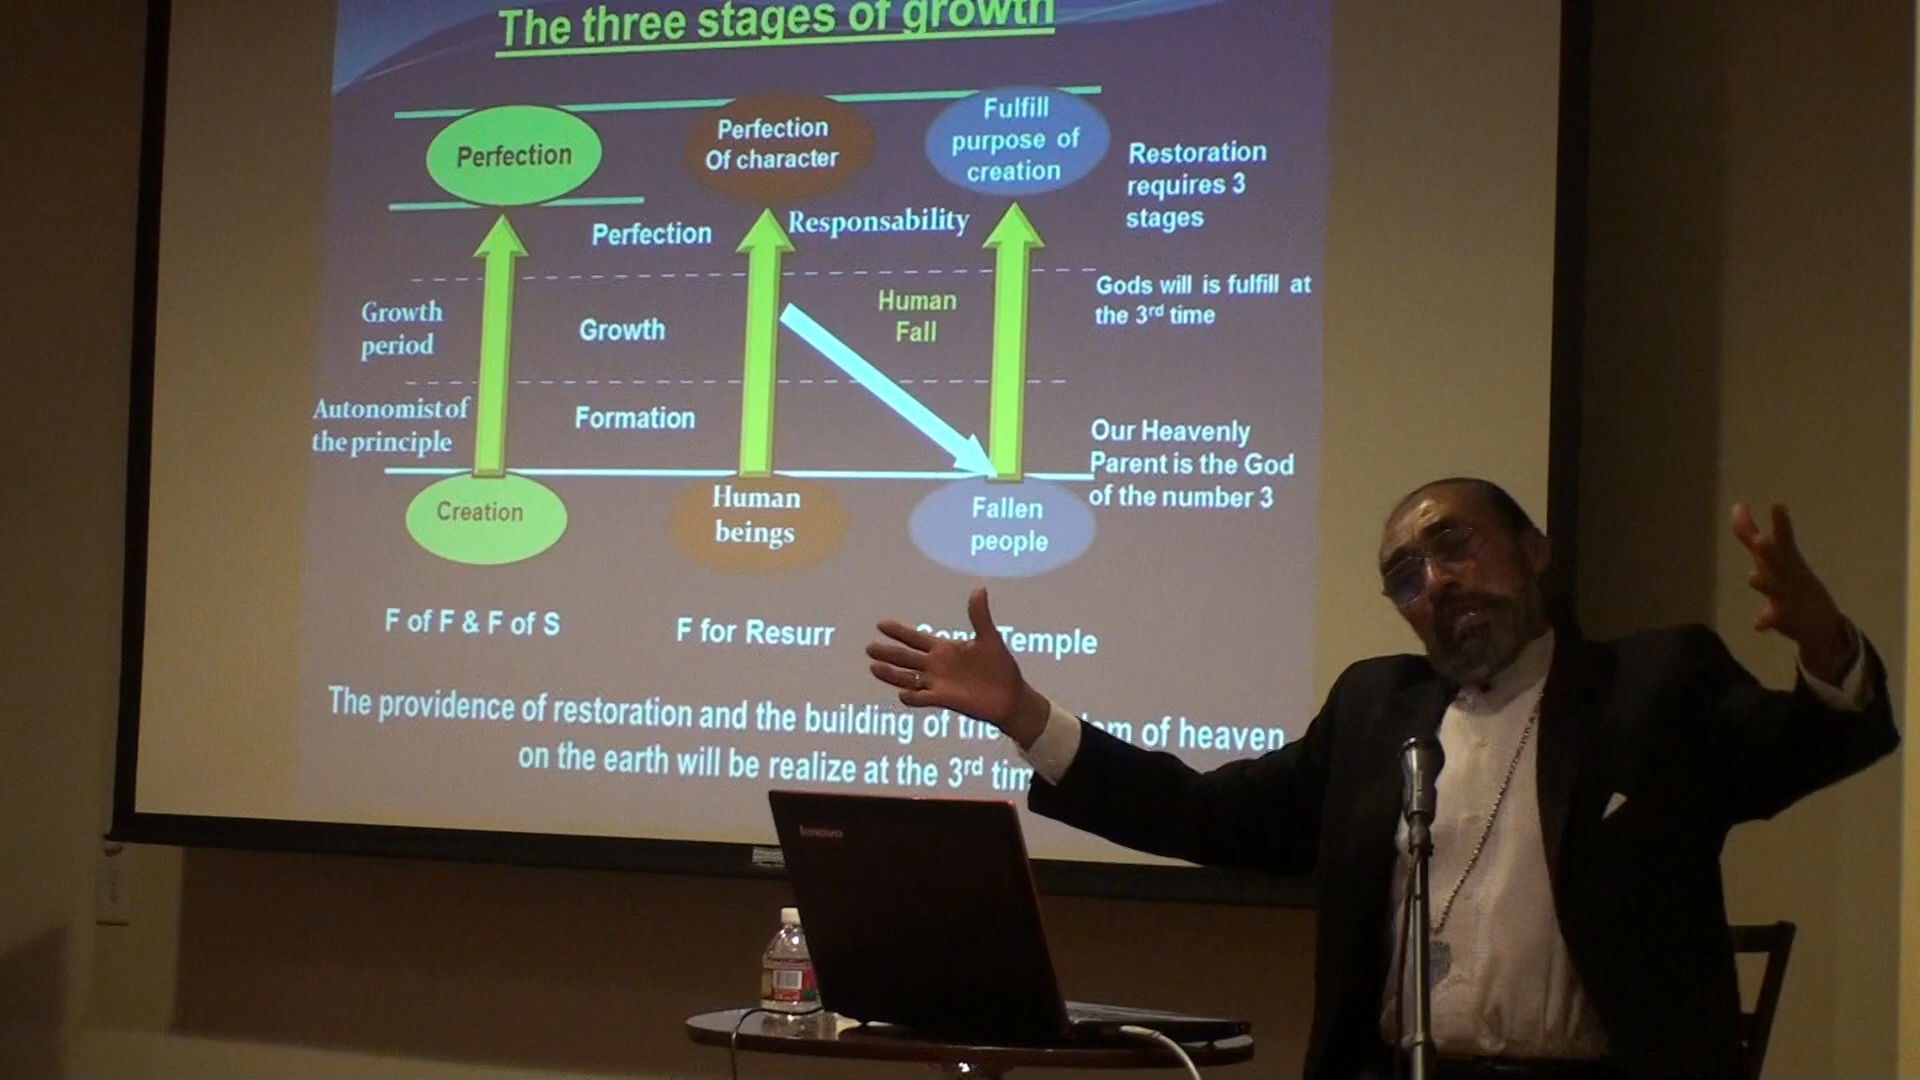 The three stages of growth
Perfection
Perfection
Of character
Fulfill
purpose of
creation
Restoration
requires 3
stages
Perfection
Responsability
Gods will is fulfill at
the 3rd time
Growth
period
Growth
Human
Fall
Autonomist of
the principle
Formation
Our Heavenly
Parent is the God
of the number 3
Creation
Human
beings
Fallen
people
F of F & F of S
F for Resurr
Temple
The providence of restoration and the building of the of heaven
on the earth will be realize at the 3rd
lenovo